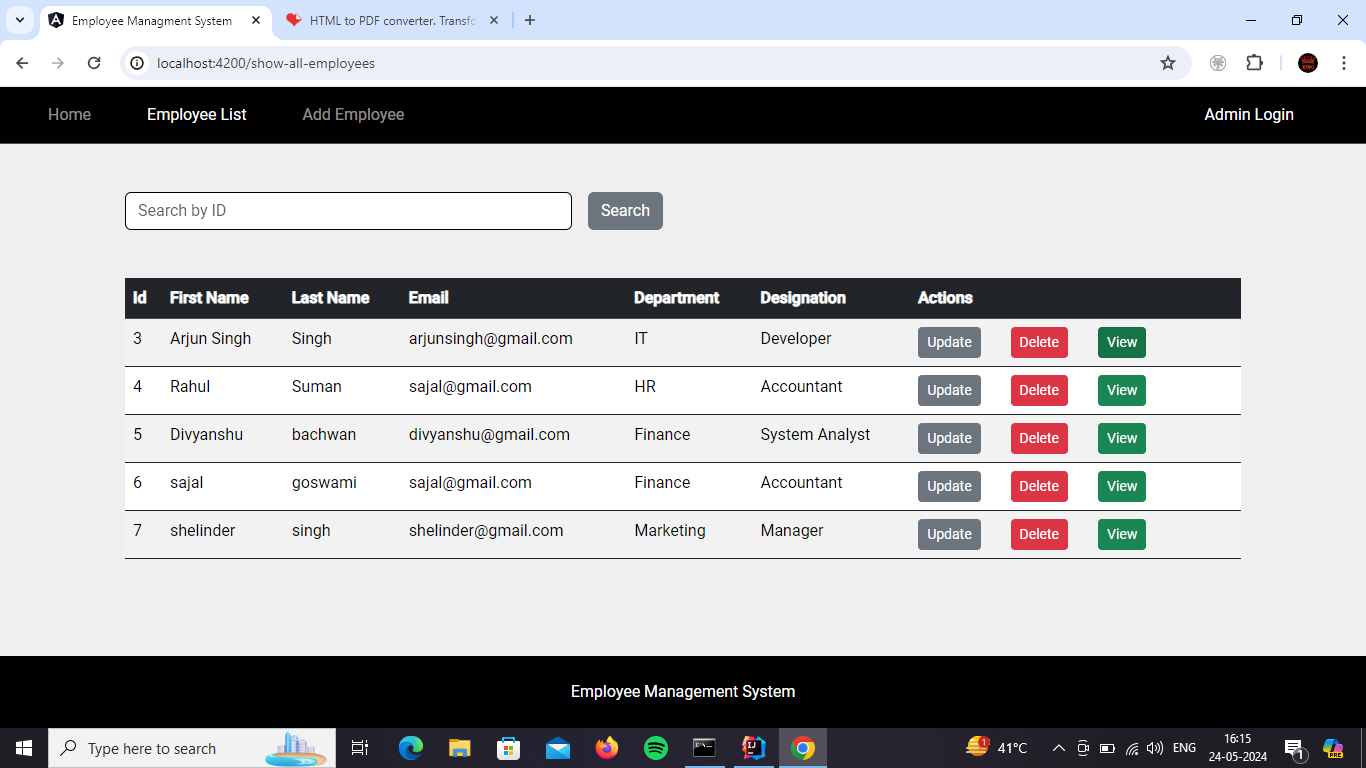 Employee Managment System
HTML to PDF converter. Transfo
localhost:4200/show-all-employees
Home Employee List Add Employee Admin Login
Search by ID Search
Id First Name Last Name Email Department Designation Actions
3 Arjun Singh Singh arjunsingh@gmail.com IT Developer Update Delete View
4 Rahul Suman sajal@gmail.com HR Accountant Update Delete View
5 Divyanshu bachwan divyanshu@gmail.com Finance System Analyst Update Delete View
6 sajal goswami sajal@gmail.com Finance Accountant Update Delete View
7 shelinder singh shelinder@gmail.com Marketing Manager Update Delete View
Employee Management System
Type here to search 1 41°C ENG 16:15 1 PRE
24-05-2024